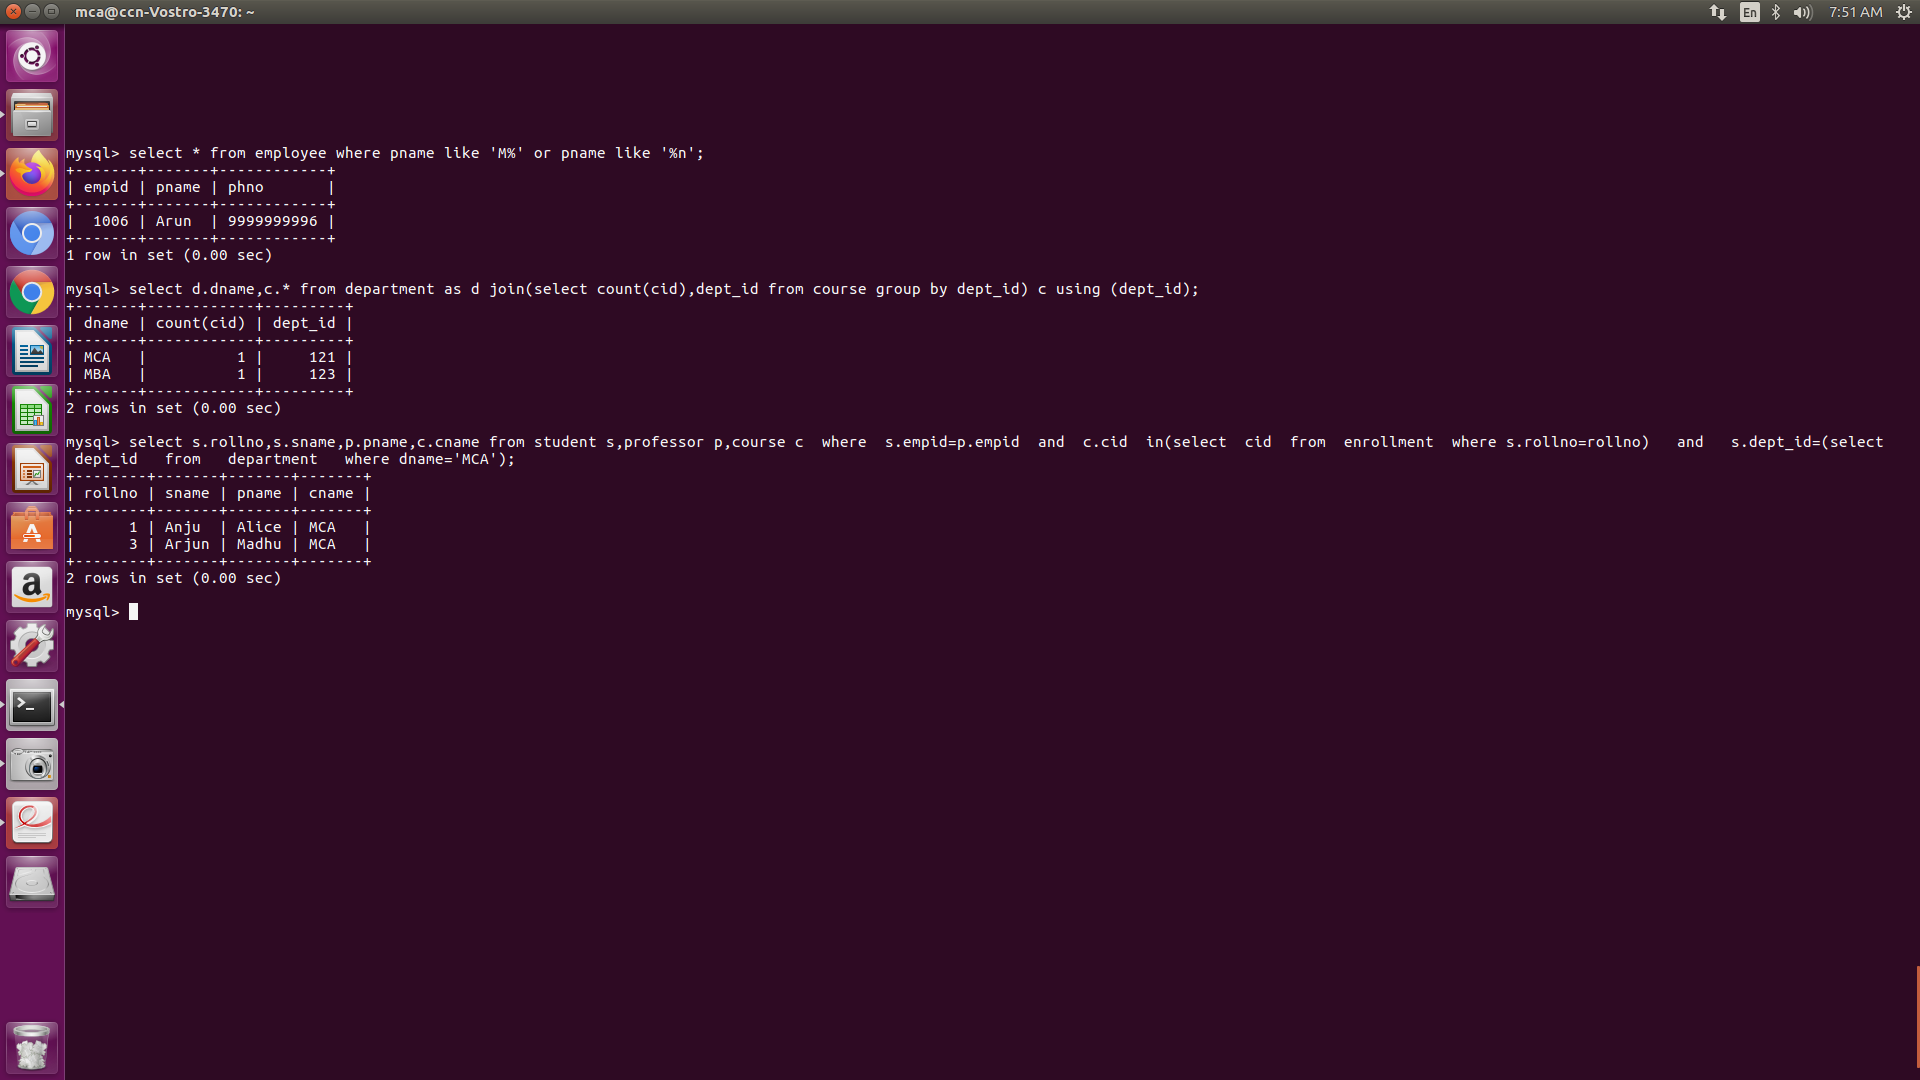 mca@ccn-Vostro-3470: ~
En
7:51 AM
mysql> select * from employee where pname like 'M%' or pname like '%n';
+-------+-------+------------+
| empid | pname | phno       |
+-------+-------+------------+
|  1006 | Arun  | 9999999996 |
+-------+-------+------------+
1 row in set (0.00 sec)
mysql> select d.dname,c.* from department as d join(select count(cid),dept_id from course group by dept_id) c using (dept_id);
+-------+------------+---------+
| dname | count(cid) | dept_id |
+-------+------------+---------+
| MCA   |          1 |     121 |
| MBA   |          1 |     123 |
+-------+------------+---------+
2 rows in set (0.00 sec)
mysql> select s.rollno,s.sname,p.pname,c.cname from student s,professor p,course c  where  s.empid=p.empid  and  c.cid  in(select  cid  from  enrollment  where s.rollno=rollno)   and   s.dept_id=(select
 dept_id   from   department   where dname='MCA');
+--------+-------+-------+-------+
| rollno | sname | pname | cname |
+--------+-------+-------+-------+
|      1 | Anju  | Alice | MCA   |
|      3 | Arjun | Madhu | MCA   |
+--------+-------+-------+-------+
2 rows in set (0.00 sec)
mysql>